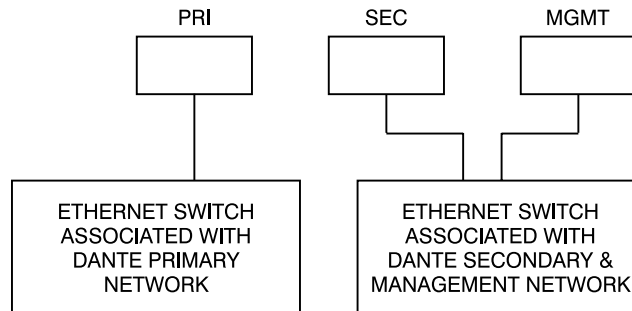 PRI
SEC
MGMT
ETHERNET SWITCH
ASSOCIATED WITH
DANTE PRIMARY
NETWORK
ETHERNET SWITCH
ASSOCIATED WITH
DANTE SECONDARY &
MANAGEMENT NETWORK